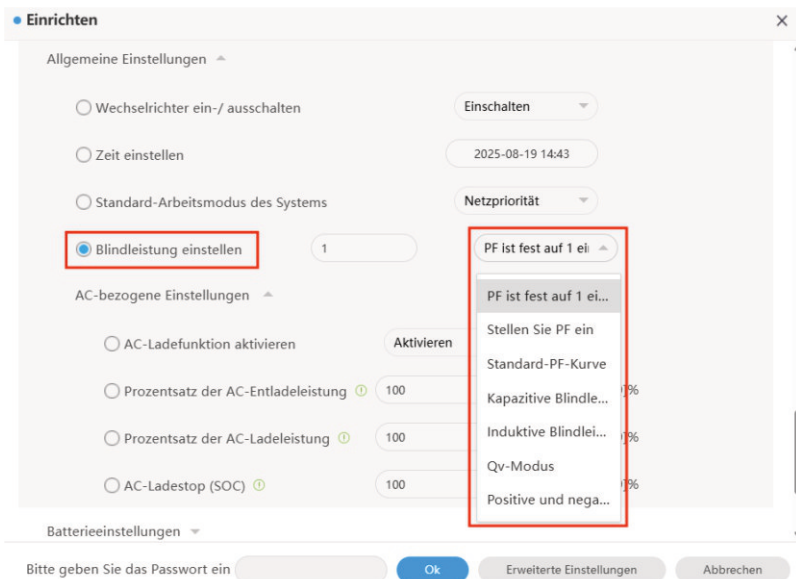 Einrichten
Allgemeine Einstellungen
Wechselrichter ein-/ ausschalten Einschalten
Zeit einstellen 2025-08-19 14:43
Standard-Arbeitsmodus des Systems Netzpriorität
Blindleistung einstellen 1 PF ist fest auf 1 ei
AC-bezogene Einstellungen PF ist fest auf 1 ei...
Stellen Sie PF ein
AC-Ladefunktion aktivieren Aktivieren
Standard-PF-Kurve
Prozentsatz der AC-Entladeleistung 100 Kapazitive Blindle... %
Induktive Blindlei...
Prozentsatz der AC-Ladeleistung 100 %
Qv-Modus
AC-Ladestop (SOC) 100 %
Positive und nega...
Batterieeinstellungen
Bitte geben Sie das Passwort ein Ok Erweiterte Einstellungen Abbrechen